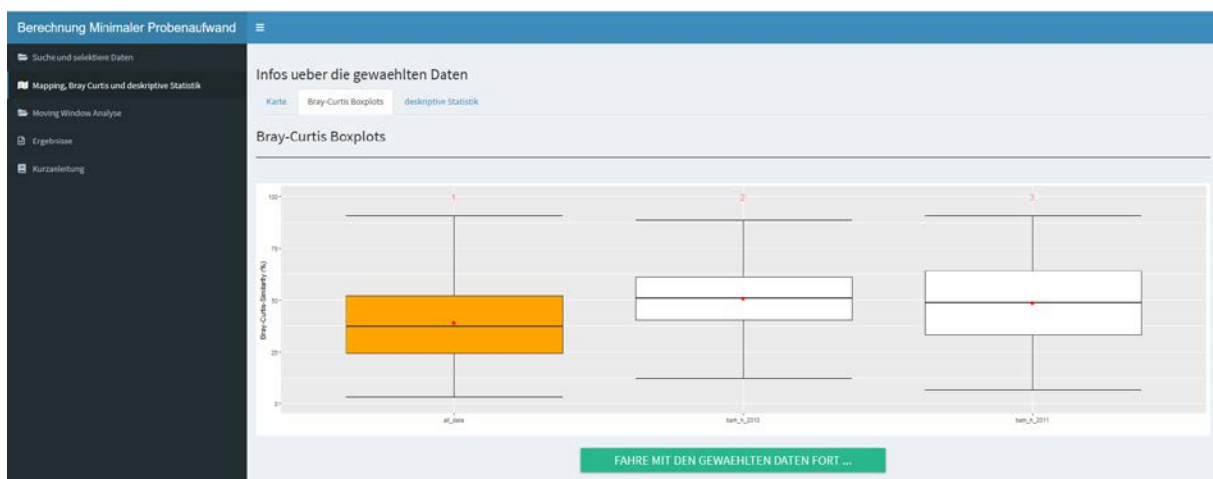 Berechnung Minimaler Probenaufwand
Suche und selektiere Daten
Mapping, Bray Curtis und deskriptive Statistik
Moving Window Analyse
Ergebnisse
Kurzanleitung
Infos ueber die gewaehlten Daten
Karte Bray-Curtis Boxplots deskriptive Statistik
Bray-Curtis Boxplots
Bray-Curtis-Similarity (%)
100
75
50
25
0
1 2 3
all_data
FAHRE MIT DEN GEWAEHLTEN DATEN FORT ...